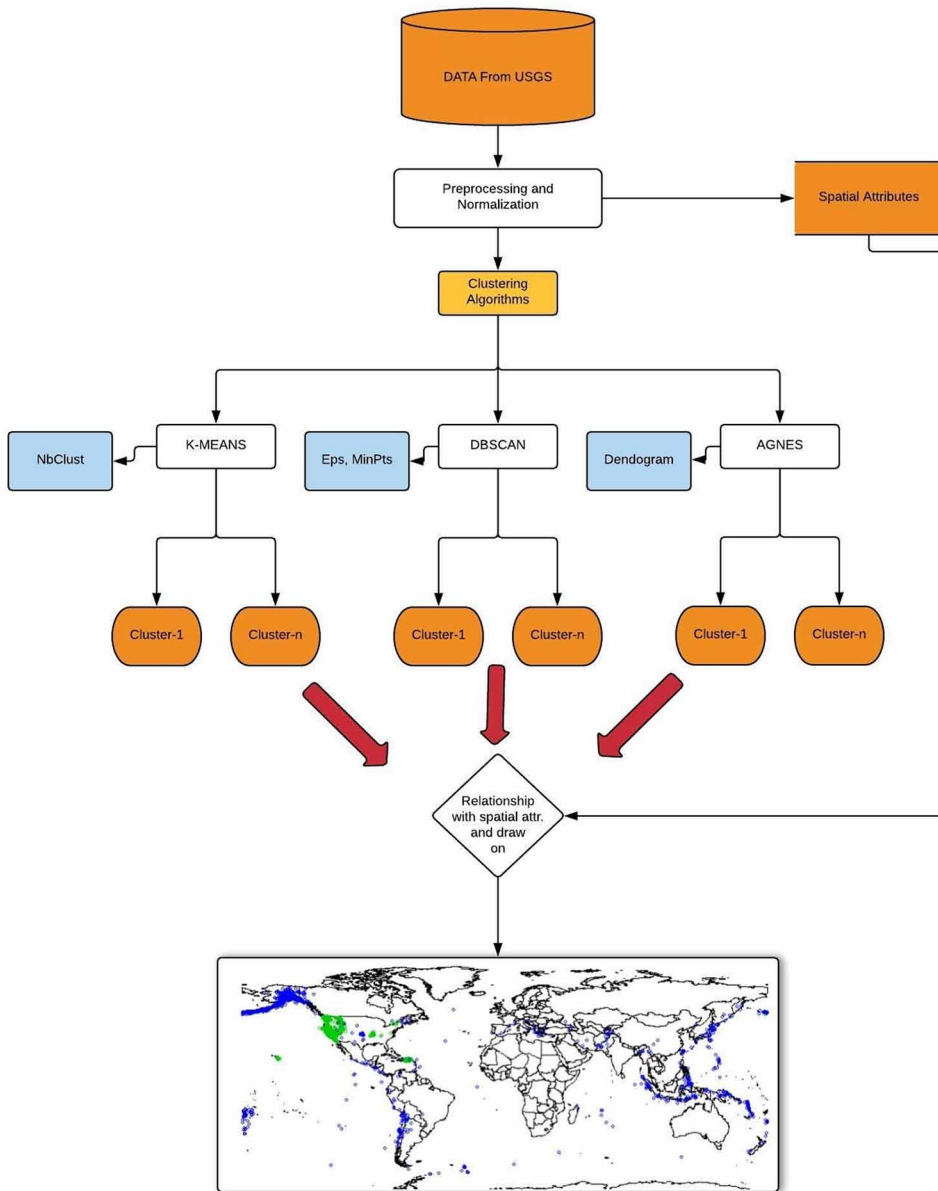 DATA From USGS
Preprocessing and
Normalization
Spatial Attributes
Clustering
Algorithms
NbClust
K-MEANS
Eps, MinPts
DBSCAN
Dendogram
AGNES
Cluster-1
Cluster-n
Cluster-1
Cluster-n
Cluster-1
Cluster-n
Relationship
with spatial attr.
and draw
on